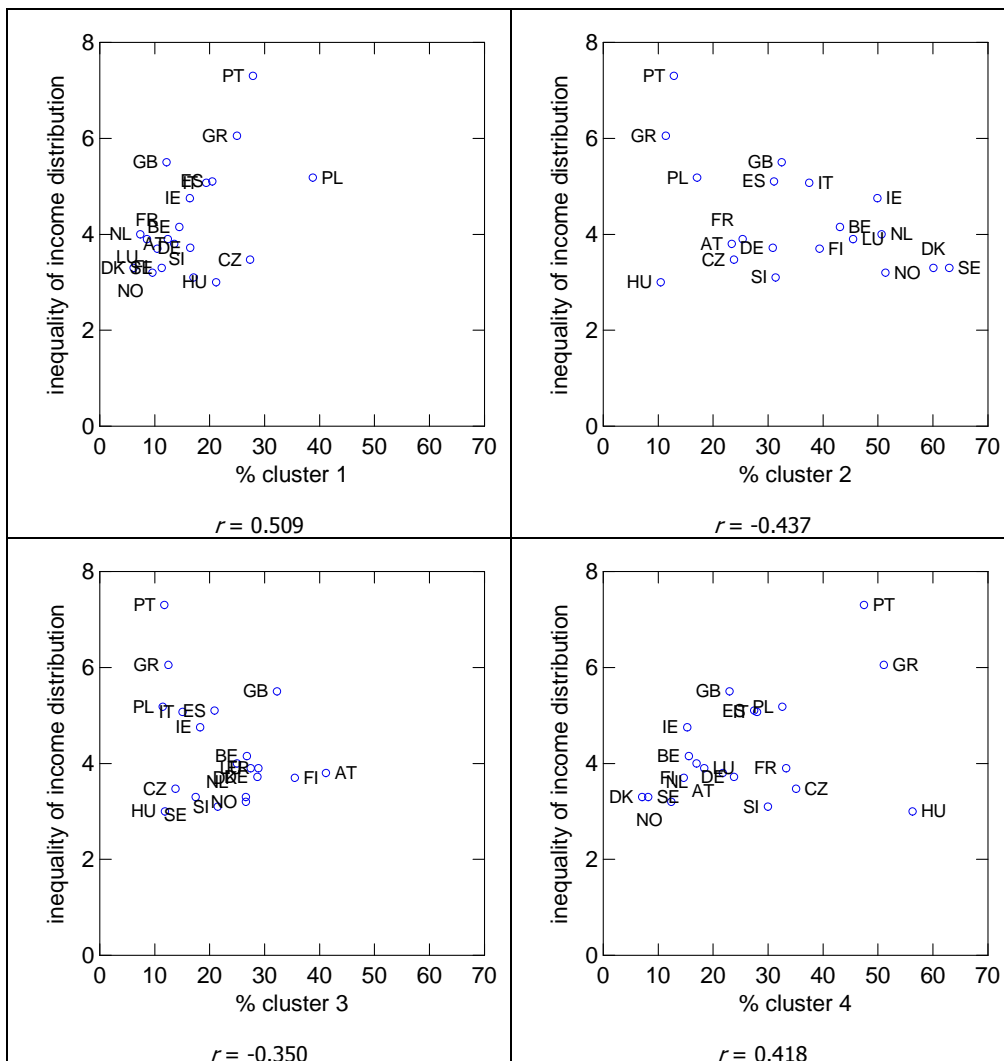 8
6
4
2
0
inequality of income distribution
PT
GR
GB
PL
ES
IT
IE
FR
BE
NL
AT
DE
LU
SI
CZ
DK
FI
SE
HU
NO
0 10 20 30 40 50 60 70
% cluster 1
r = 0.509
8
6
4
2
0
inequality of income distribution
PT
GR
GB
PL
ES
IT
IE
FR
BE
NL
AT
DE
FI
LU
DK
CZ
HU
SI
NO
SE
0 10 20 30 40 50 60 70
% cluster 2
r = -0.437
8
6
4
2
0
inequality of income distribution
PT
GR
GB
PL
IT
ES
IE
BE
LU
FR
DK
DE
FI
AT
NL
CZ
HU
SE
SI
NO
0 10 20 30 40 50 60 70
% cluster 3
r = -0.350
8
6
4
2
0
inequality of income distribution
PT
GR
GB
ES
IT
PL
IE
BE
LU
FR
FI
NL
DE
AT
CZ
DK
SE
NO
SI
HU
0 10 20 30 40 50 60 70
% cluster 4
r = 0.418